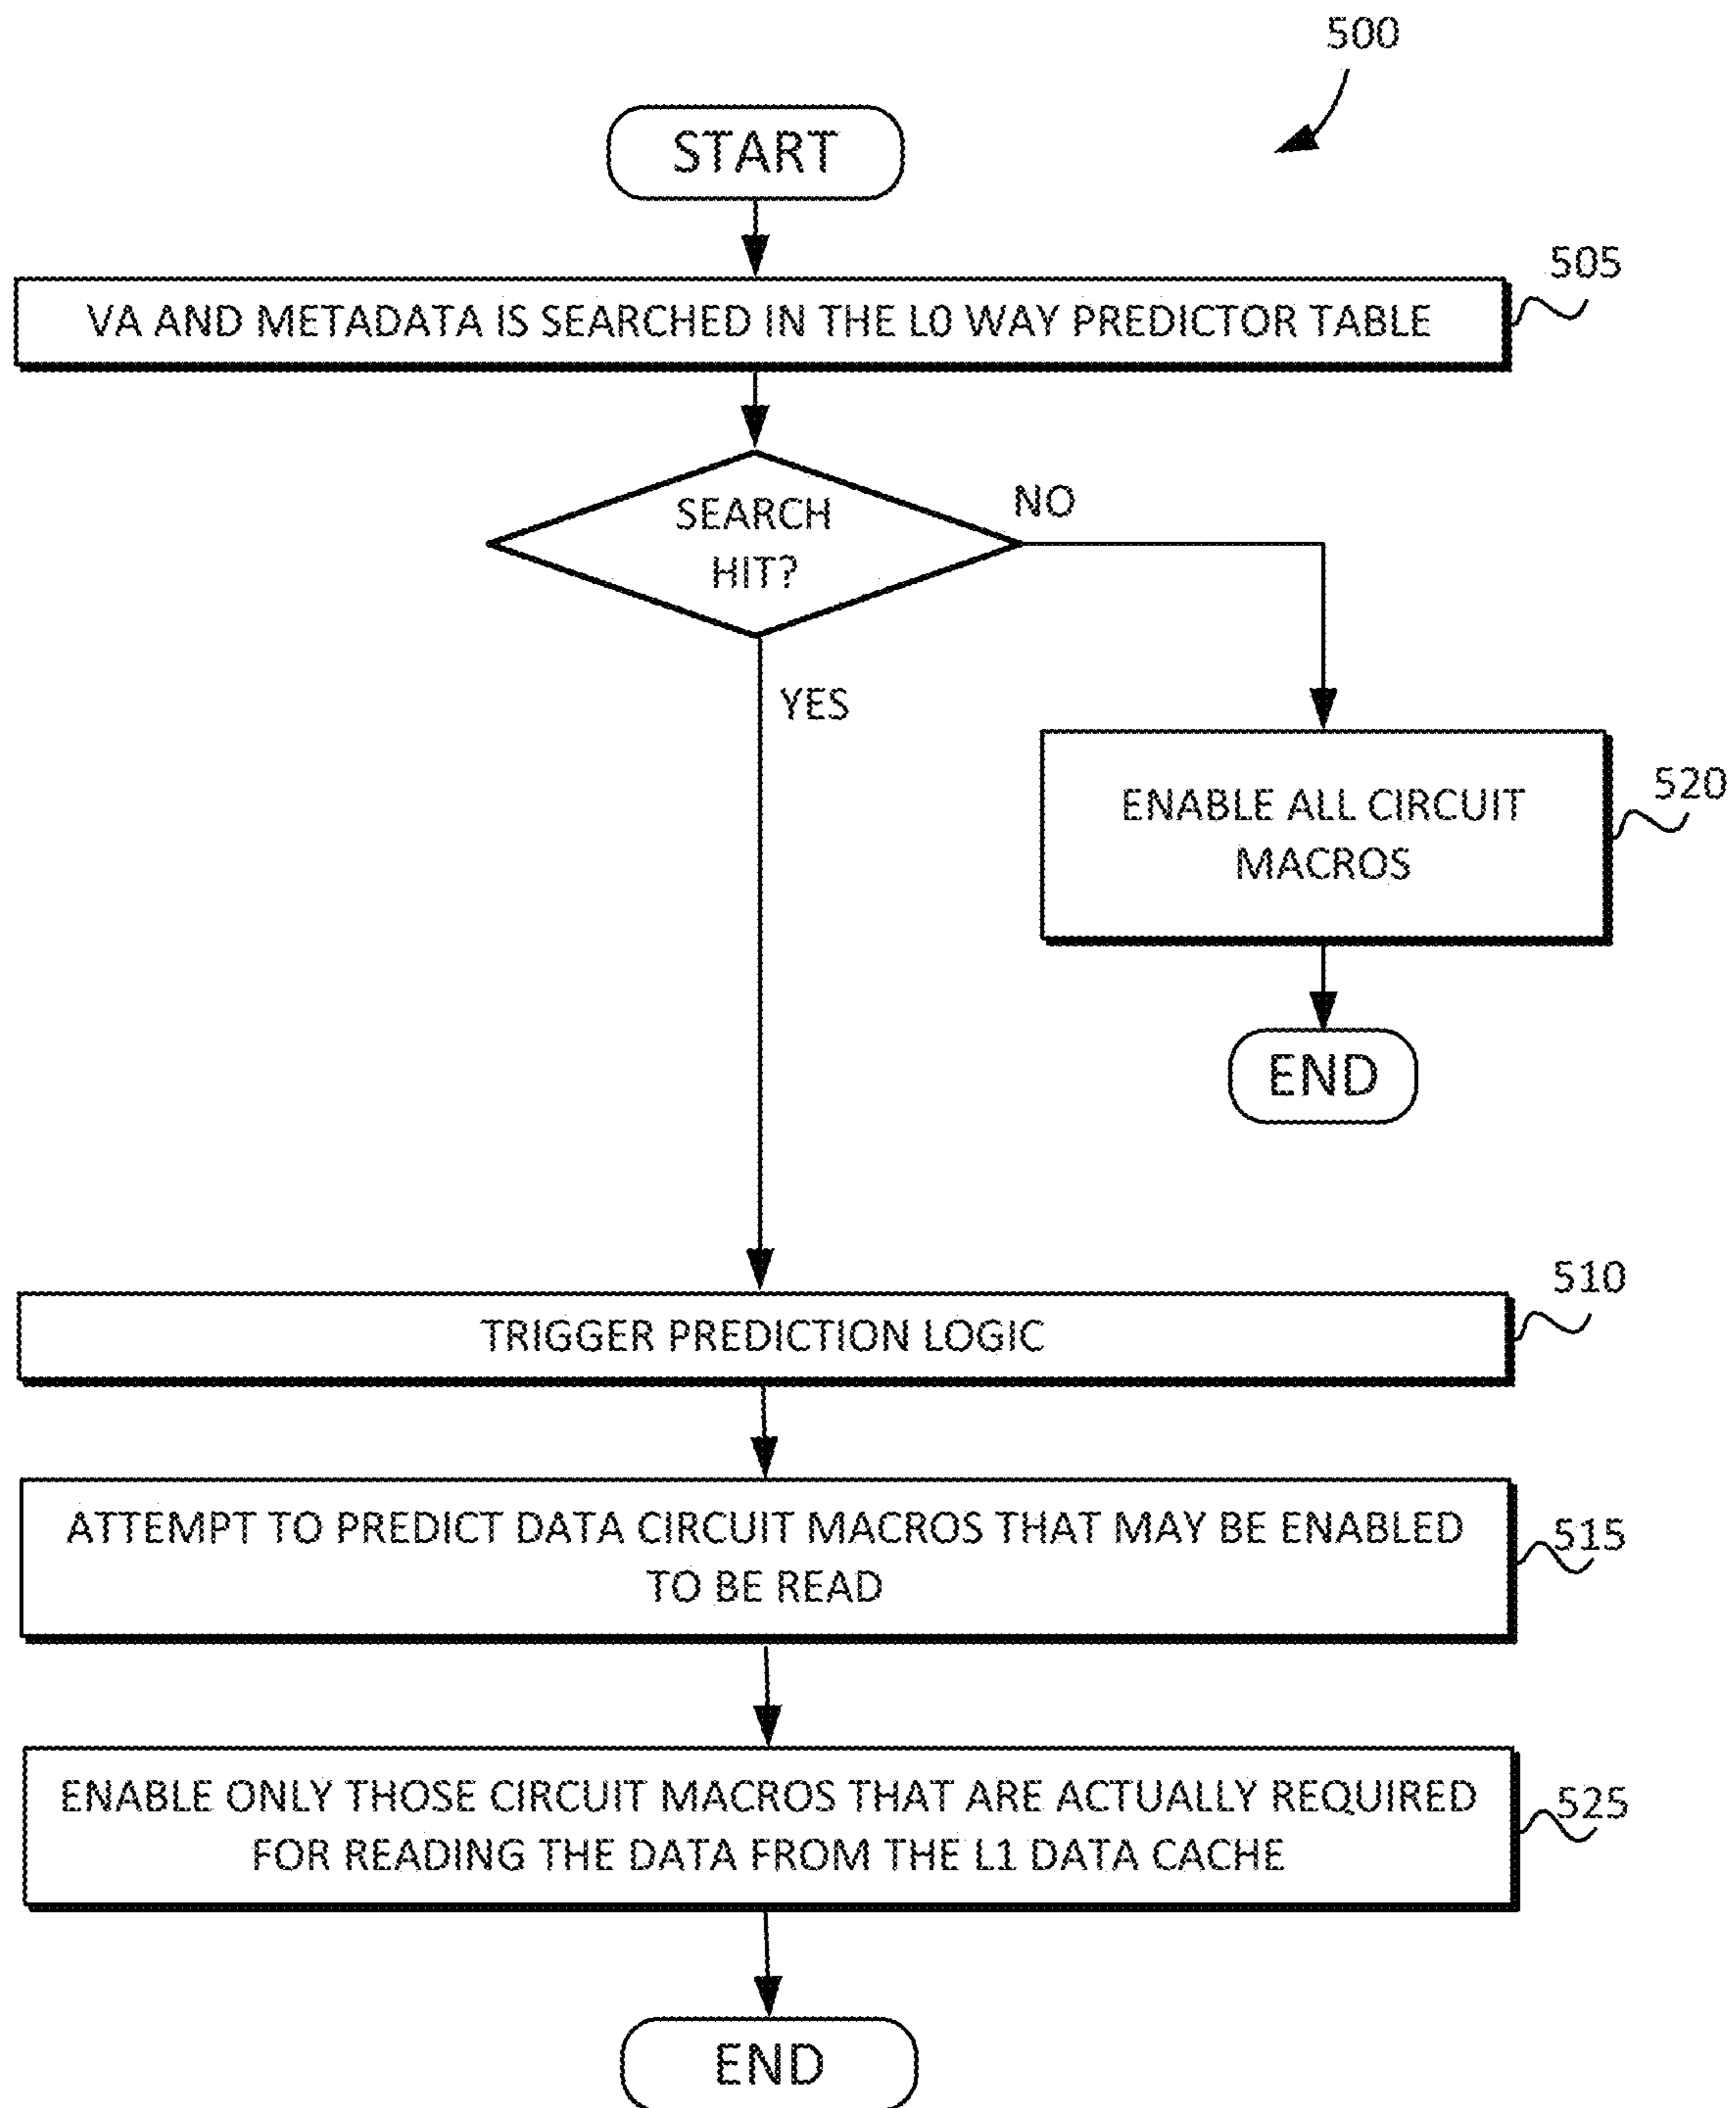 500
START
505
VA AND METADATA IS SEARCHED IN THE L0 WAY PREDICTOR TABLE
SEARCH
HIT?
NO
YES
ENABLE ALL CIRCUIT
MACROS
520
END
510
TRIGGER PREDICTION LOGIC
ATTEMPT TO PREDICT DATA CIRCUIT MACROS THAT MAY BE ENABLED
TO BE READ
515
ENABLE ONLY THOSE CIRCUIT MACROS THAT ARE ACTUALLY REQUIRED
FOR READING THE DATA FROM THE L1 DATA CACHE
525
END